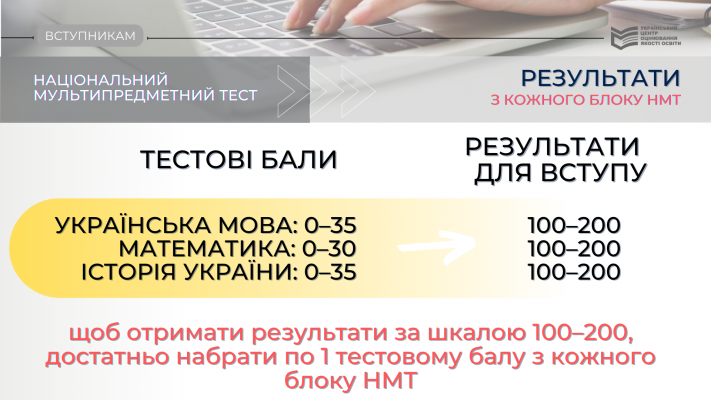 ВСТУПНИКАМ
УКРАЇНСЬКИЙ
ЦЕНТР
ОЦІНЮВАННЯ
ЯКОСТІ ОСВІТИ
НАЦІОНАЛЬНИЙ
МУЛЬТИПРЕДМЕТНИЙ ТЕСТ
РЕЗУЛЬТАТИ
З КОЖНОГО БЛОКУ НМТ
ТЕСТОВІ БАЛИ
РЕЗУЛЬТАТИ
ДЛЯ ВСТУПУ
УКРАЇНСЬКА МОВА: 0–35
100–200
МАТЕМАТИКА: 0–30
100–200
ІСТОРІЯ УКРАЇНИ: 0–35
100–200
щоб отримати результати за шкалою 100–200,
достатньо набрати по 1 тестовому балу з кожного
блоку НМТ